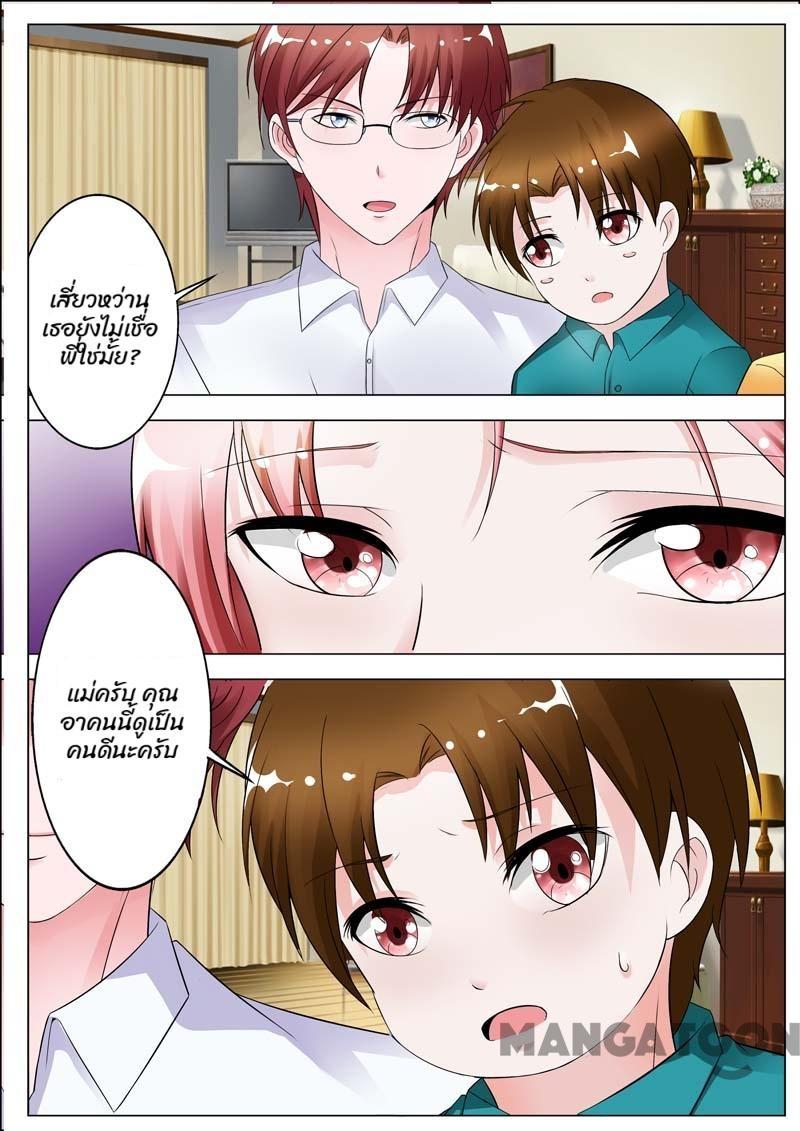 เสี่ยวหว่าน
เธอยังไม่เชื่อ
พี่ใช่มั้ย?
แม่ครับ คุณ
อาคนนี้ดูเป็น
คนดีนะครับ
MANGATOON